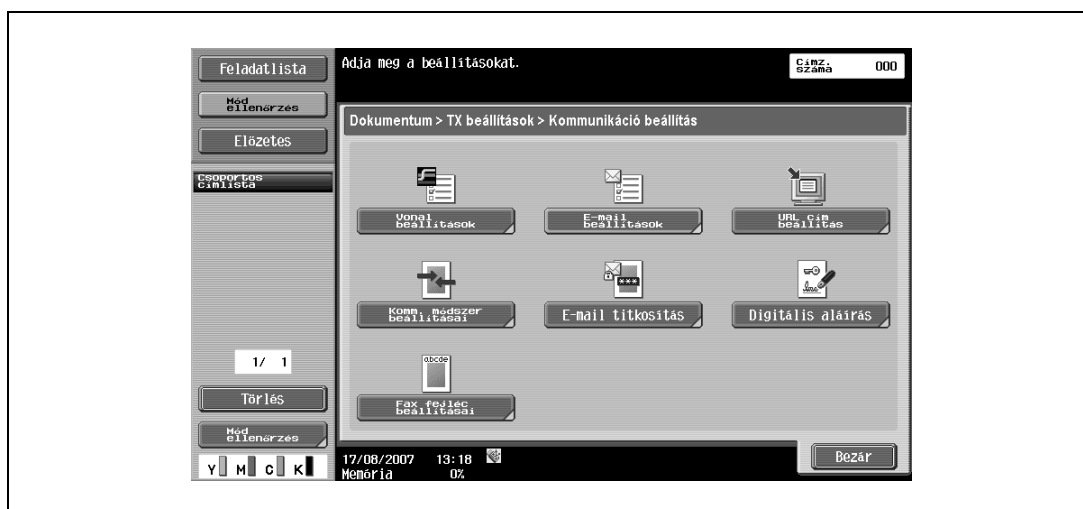 Feladatlista
Mód
ellenőrzés
Előzetes
Csoportos
címlista
1/ 1
Törlés
Mód
ellenőrzés
Y M C K
Adja meg a beállításokat.
Címz.
száma 000
Dokumentum > TX beállítások > Kommunikáció beállítás
Vonal
beállítások
E-mail
beállítások
URL cím
beállítás
Komm. módszer
beállításai
E-mail titkosítás
Digitális aláírás
abcde
Fax fejléc
beállításai
17/08/2007 13:18
Memória 0%
Bezár